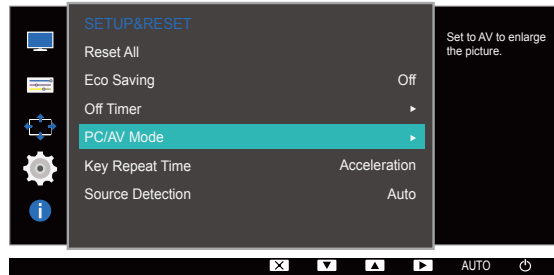 SETUP&RESET
Reset All
Eco Saving Off
Off Timer
PC/AV Mode
Key Repeat Time Acceleration
Source Detection Auto
Set to AV to enlarge
the picture.
AUTO